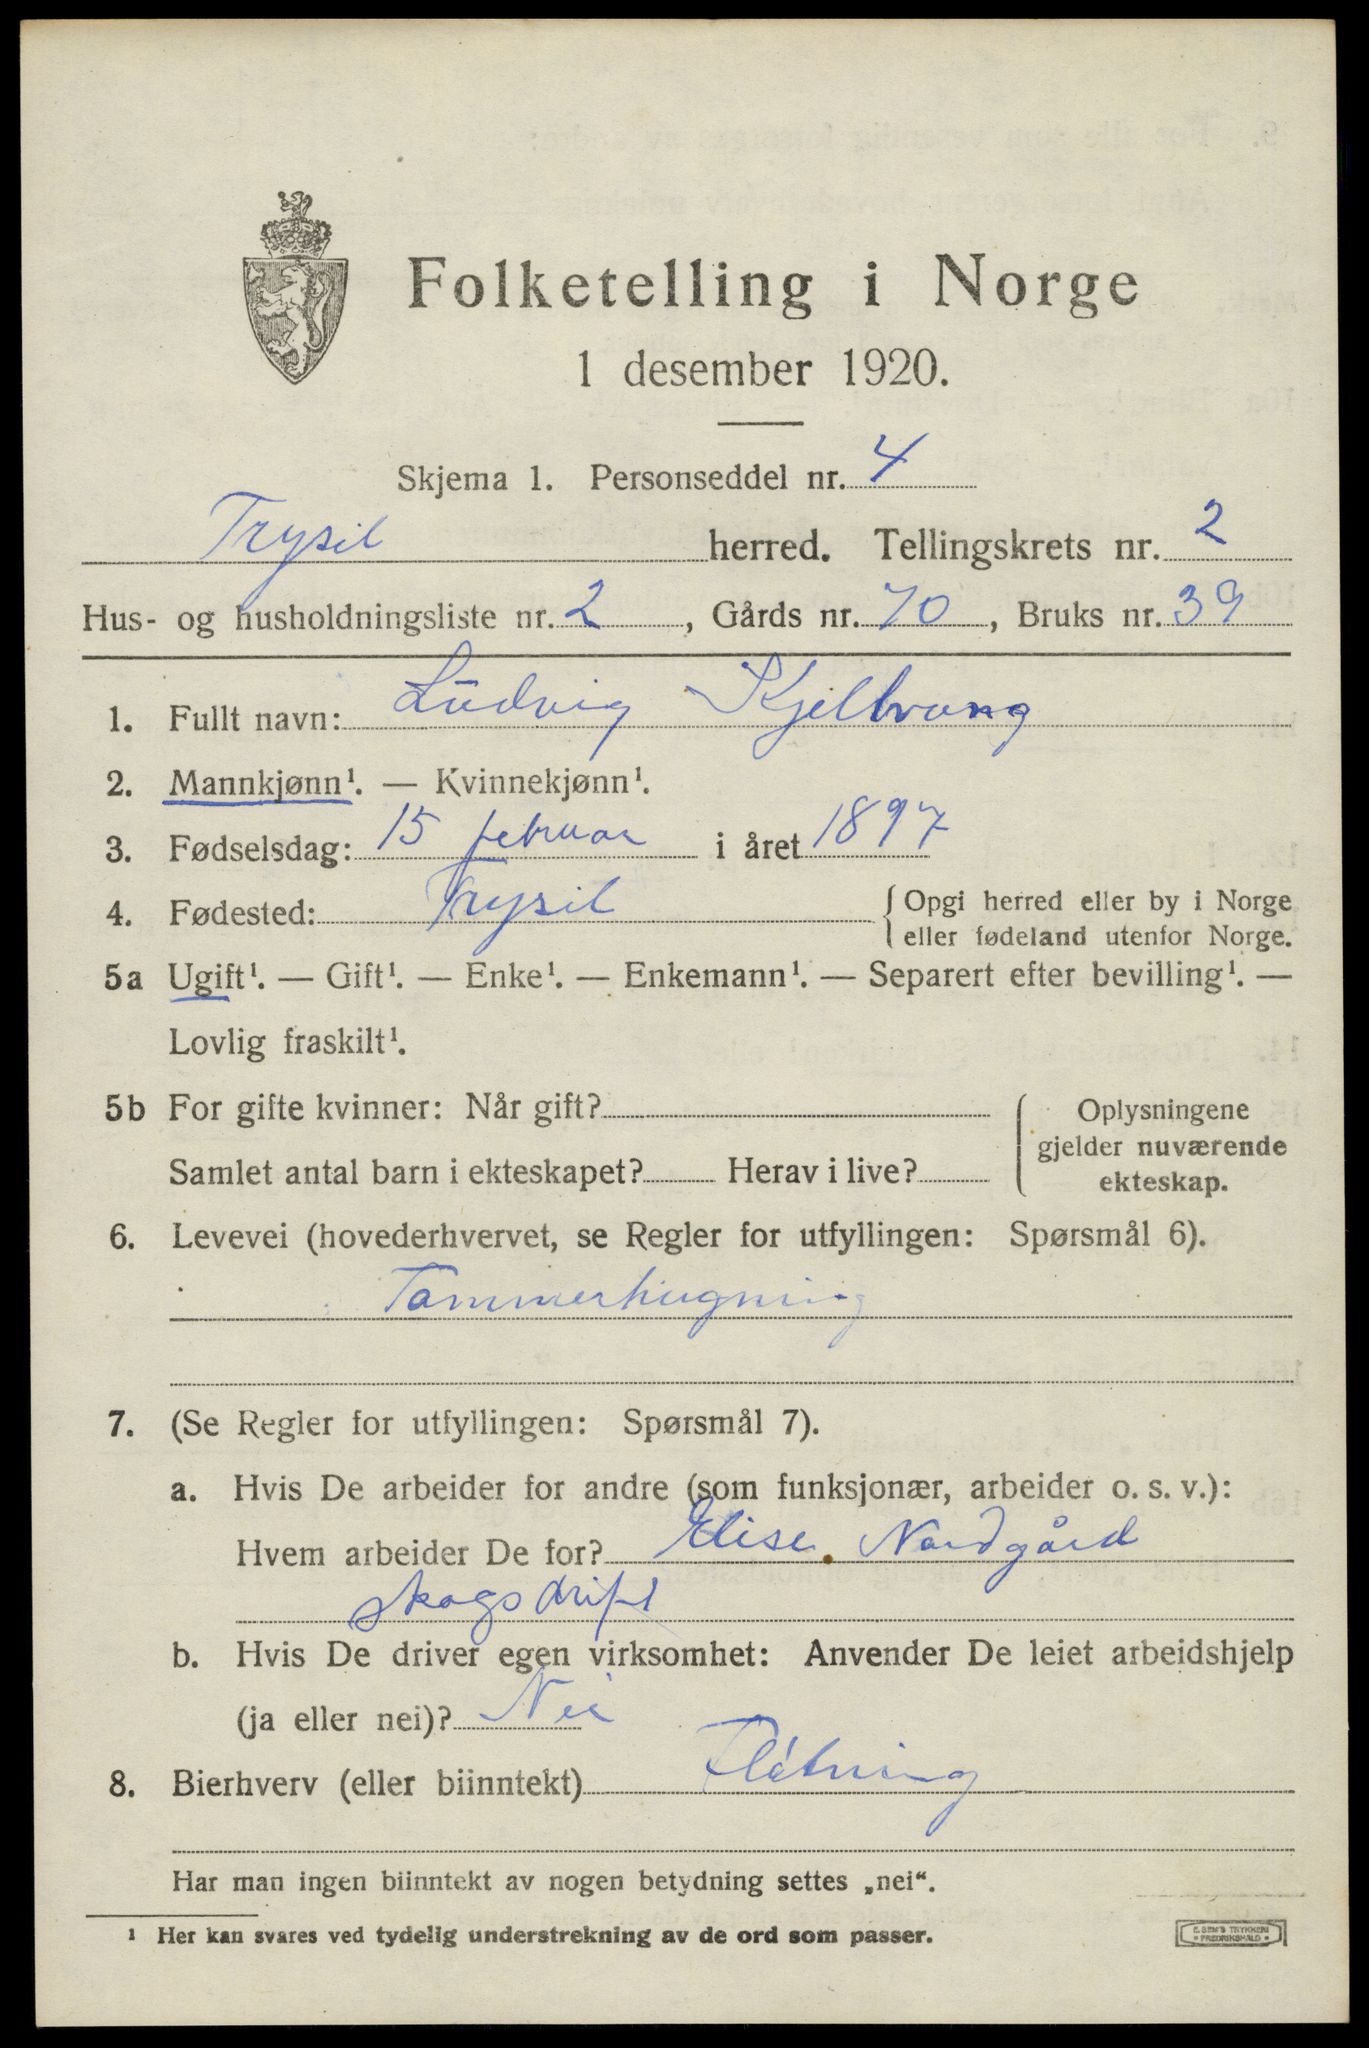 Folketelling i Norge
1 desember 1920.
Skjema 1. Personseddel nr. 4
Trysil herred. Tellingskrets nr. 2
Hus- og husholdningsliste nr. 2, Gårds nr. 70, Bruks nr. 39
1. Fullt navn: Ludvig Kjelbvang
2. Mannkjønn¹. — Kvinnekjønn¹.
3. Fødselsdag: 15 februar i året 1897
4. Fødested: Trysil { Opgi herred eller by i Norge
eller fødeland utenfor Norge.
5a Ugift¹. — Gift¹. — Enke¹. — Enkemann¹. — Separert efter bevilling¹. —
Lovlig fraskilt¹.
5b For gifte kvinner: Når gift? { Oplysningene
gjelder nuværende
ekteskap.
Samlet antal barn i ekteskapet? Herav i live?
6. Levevei (hovederhvervet, se Regler for utfyllingen: Spørsmål 6).
Tømmerhugning
7. (Se Regler for utfyllingen: Spørsmål 7).
a. Hvis De arbeider for andre (som funksjonær, arbeider o. s. v.):
Hvem arbeider De for? Elise. Nordgård
skogsdrift
b. Hvis De driver egen virksomhet: Anvender De leiet arbeidshjelp
(ja eller nei)? Nei
8. Bierhverv (eller biinntekt) Fløtning
Har man ingen biinntekt av nogen betydning settes „nei“.
¹ Her kan svares ved tydelig understrekning av de ord som passer.
E. SEM'S TRYKKERI
* FREDRIKSHALD *